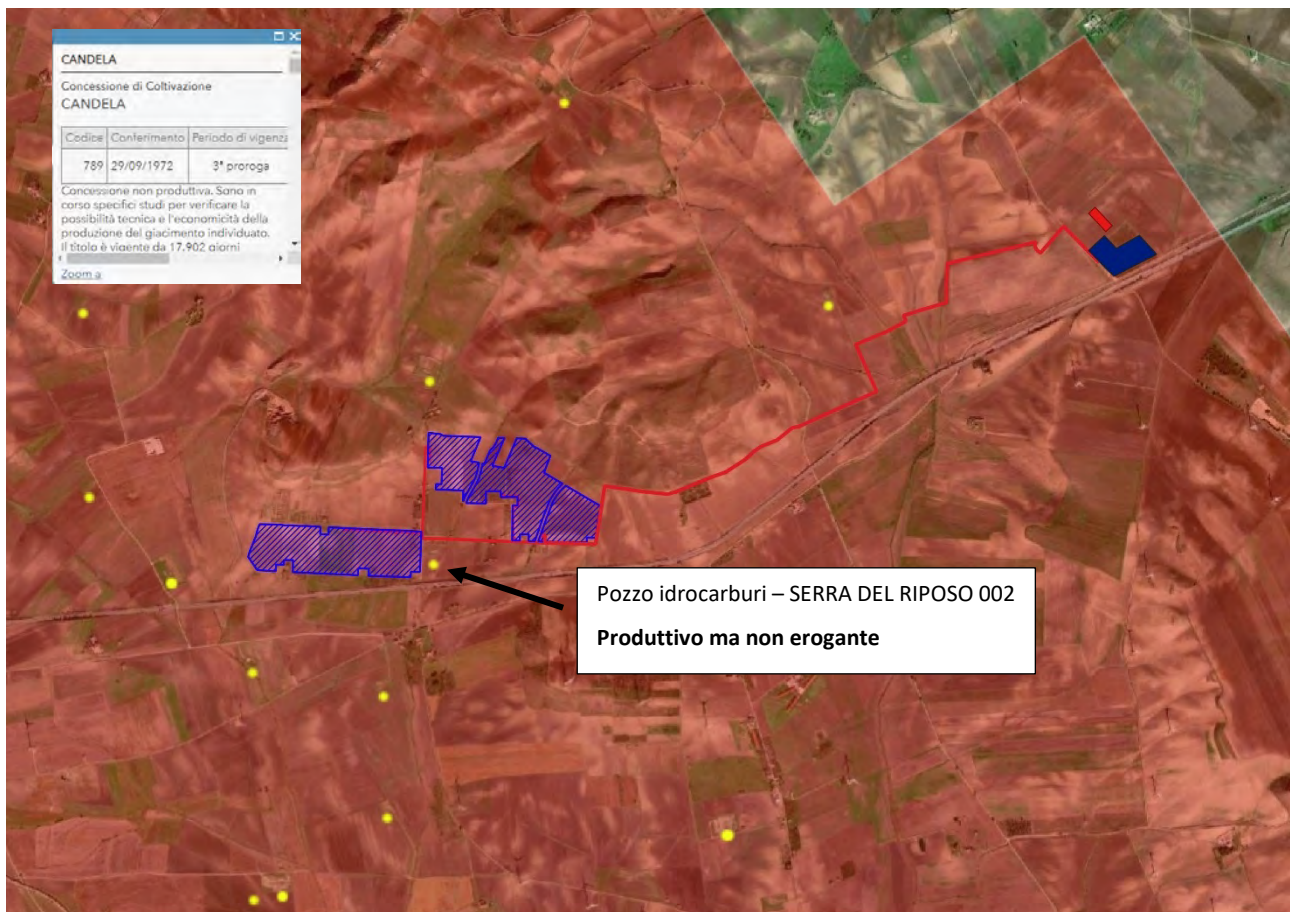 CANDELA
Concessione di Coltivazione
CANDELA
Codice Conferimento Periodo di vigenza
789 29/09/1972 3° proroga
Concessione non produttiva. Sono in
corso specifici studi per verificare la
possibilità tecnica e l'economicità della
produzione del giacimento individuato.
Il titolo è vigente da 17.902 giorni
Zoom a
Pozzo idrocarburi – SERRA DEL RIPOSO 002
Produttivo ma non erogante